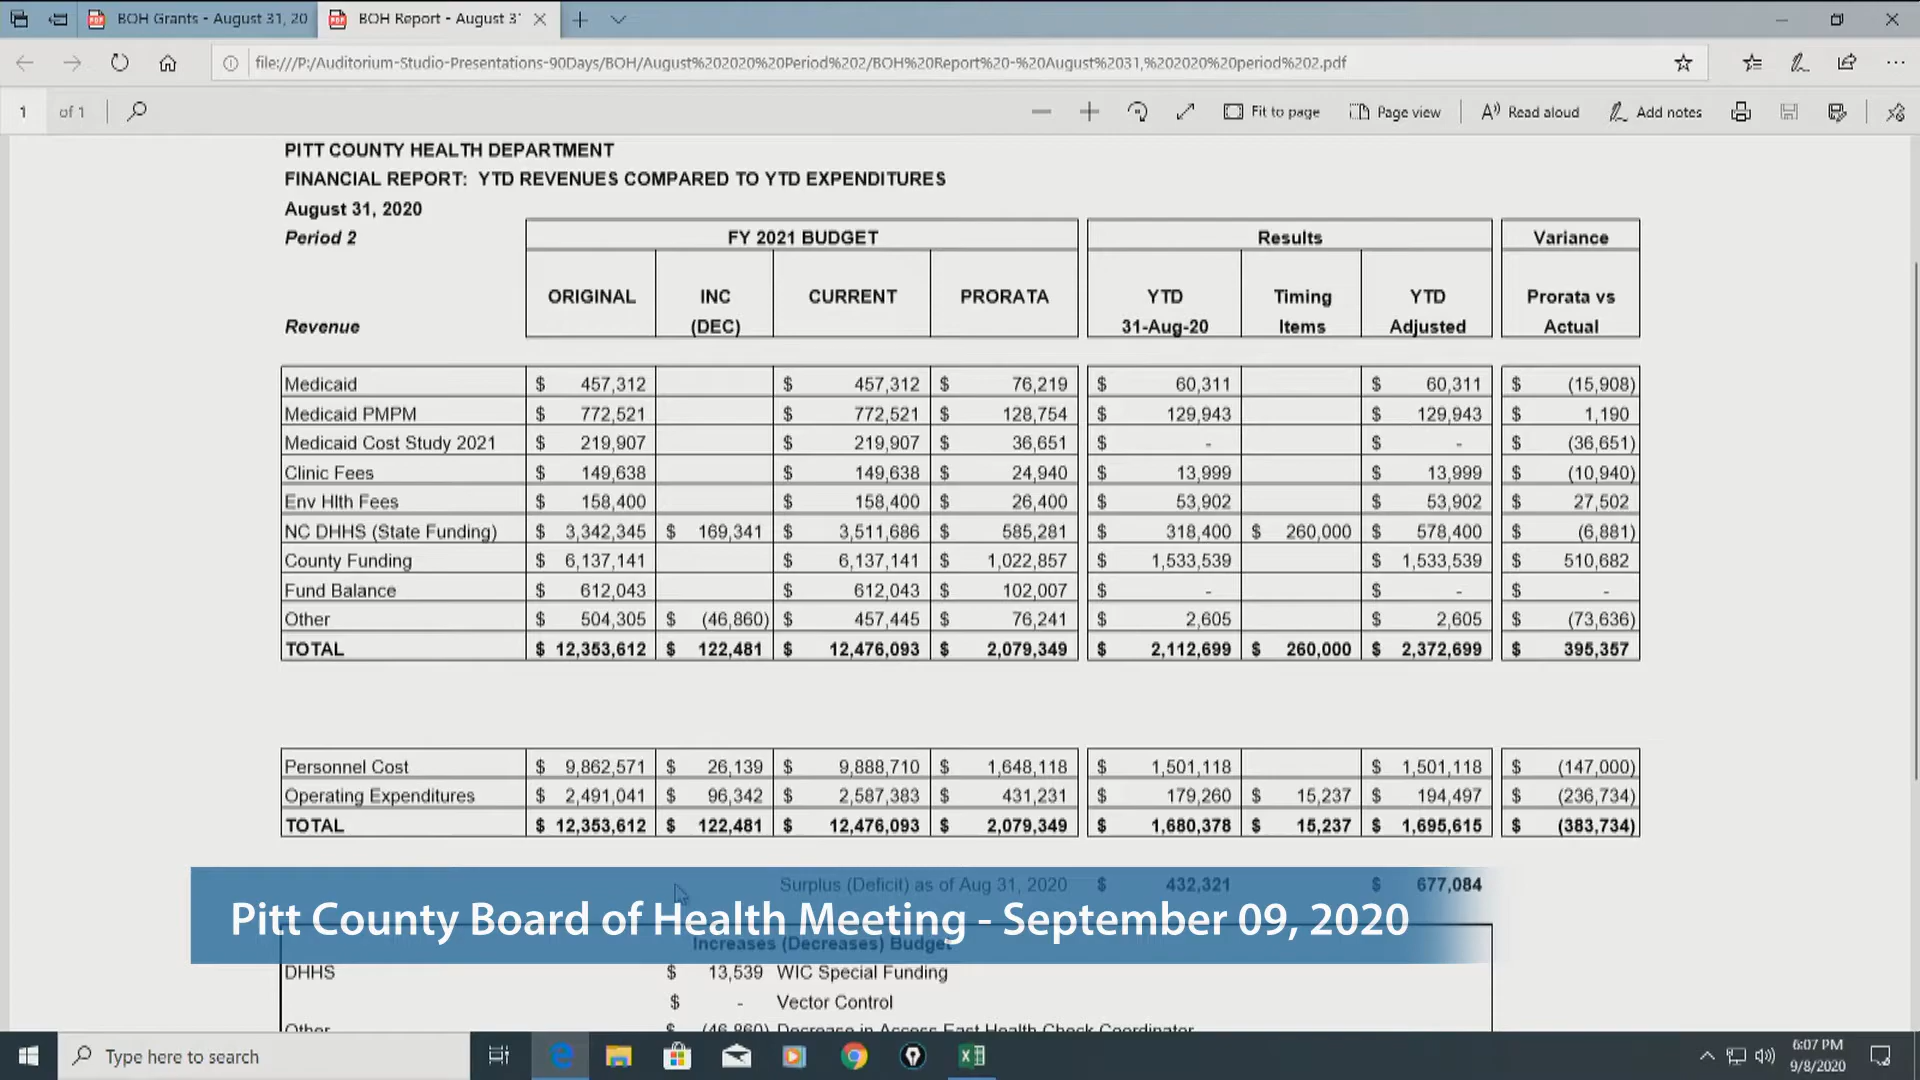 BOH Grants - August 31, 20
BOH Report - August 3
file:///P:/Auditorium-Studio-Presentations-90Days/BOH/August%202020%20Period%202/BOH%20Report%20-%20August%2031,%202020%20period%202.pdf
1 of 1 Fit to page Page view Read aloud Add notes
PITT COUNTY HEALTH DEPARTMENT
FINANCIAL REPORT: YTD REVENUES COMPARED TO YTD EXPENDITURES
August 31, 2020
Period 2 FY 2021 BUDGET Results Variance
ORIGINAL INC CURRENT PRORATA YTD Timing YTD Prorata vs
Revenue (DEC) 31-Aug-20 Items Adjusted Actual
Medicaid $ 457,312 $ 457,312 $ 76,219 $ 60,311 $ 60,311 $ (15,908)
Medicaid PMPM $ 772,521 $ 772,521 $ 128,754 $ 129,943 $ 129,943 $ 1,190
Medicaid Cost Study 2021 $ 219,907 $ 219,907 $ 36,651 $ - $ - $ (36,651)
Clinic Fees $ 149,638 $ 149,638 $ 24,940 $ 13,999 $ 13,999 $ (10,940)
Env Hlth Fees $ 158,400 $ 158,400 $ 26,400 $ 53,902 $ 53,902 $ 27,502
NC DHHS (State Funding) $ 3,342,345 $ 169,341 $ 3,511,686 $ 585,281 $ 318,400 $ 260,000 $ 578,400 $ (6,881)
County Funding $ 6,137,141 $ 6,137,141 $ 1,022,857 $ 1,533,539 $ 1,533,539 $ 510,682
Fund Balance $ 612,043 $ 612,043 $ 102,007 $ - $ - $ -
Other $ 504,305 $ (46,860) $ 457,445 $ 76,241 $ 2,605 $ 2,605 $ (73,636)
TOTAL $ 12,353,612 $ 122,481 $ 12,476,093 $ 2,079,349 $ 2,112,699 $ 260,000 $ 2,372,699 $ 395,357
Personnel Cost $ 9,862,571 $ 26,139 $ 9,888,710 $ 1,648,118 $ 1,501,118 $ 1,501,118 $ (147,000)
Operating Expenditures $ 2,491,041 $ 96,342 $ 2,587,383 $ 431,231 $ 179,260 $ 15,237 $ 194,497 $ (236,734)
TOTAL $ 12,353,612 $ 122,481 $ 12,476,093 $ 2,079,349 $ 1,680,378 $ 15,237 $ 1,695,615 $ (383,734)
Surplus (Deficit) as of Aug 31, 2020 $ 432,321 $ 677,084
Pitt County Board of Health Meeting - September 09, 2020
Increases (Decreases) Budget
DHHS $ 13,539 WIC Special Funding
$ - Vector Control
Other $ (46,860) Decrease in Access East Health Check Coordinator
Type here to search
6:07 PM
9/8/2020